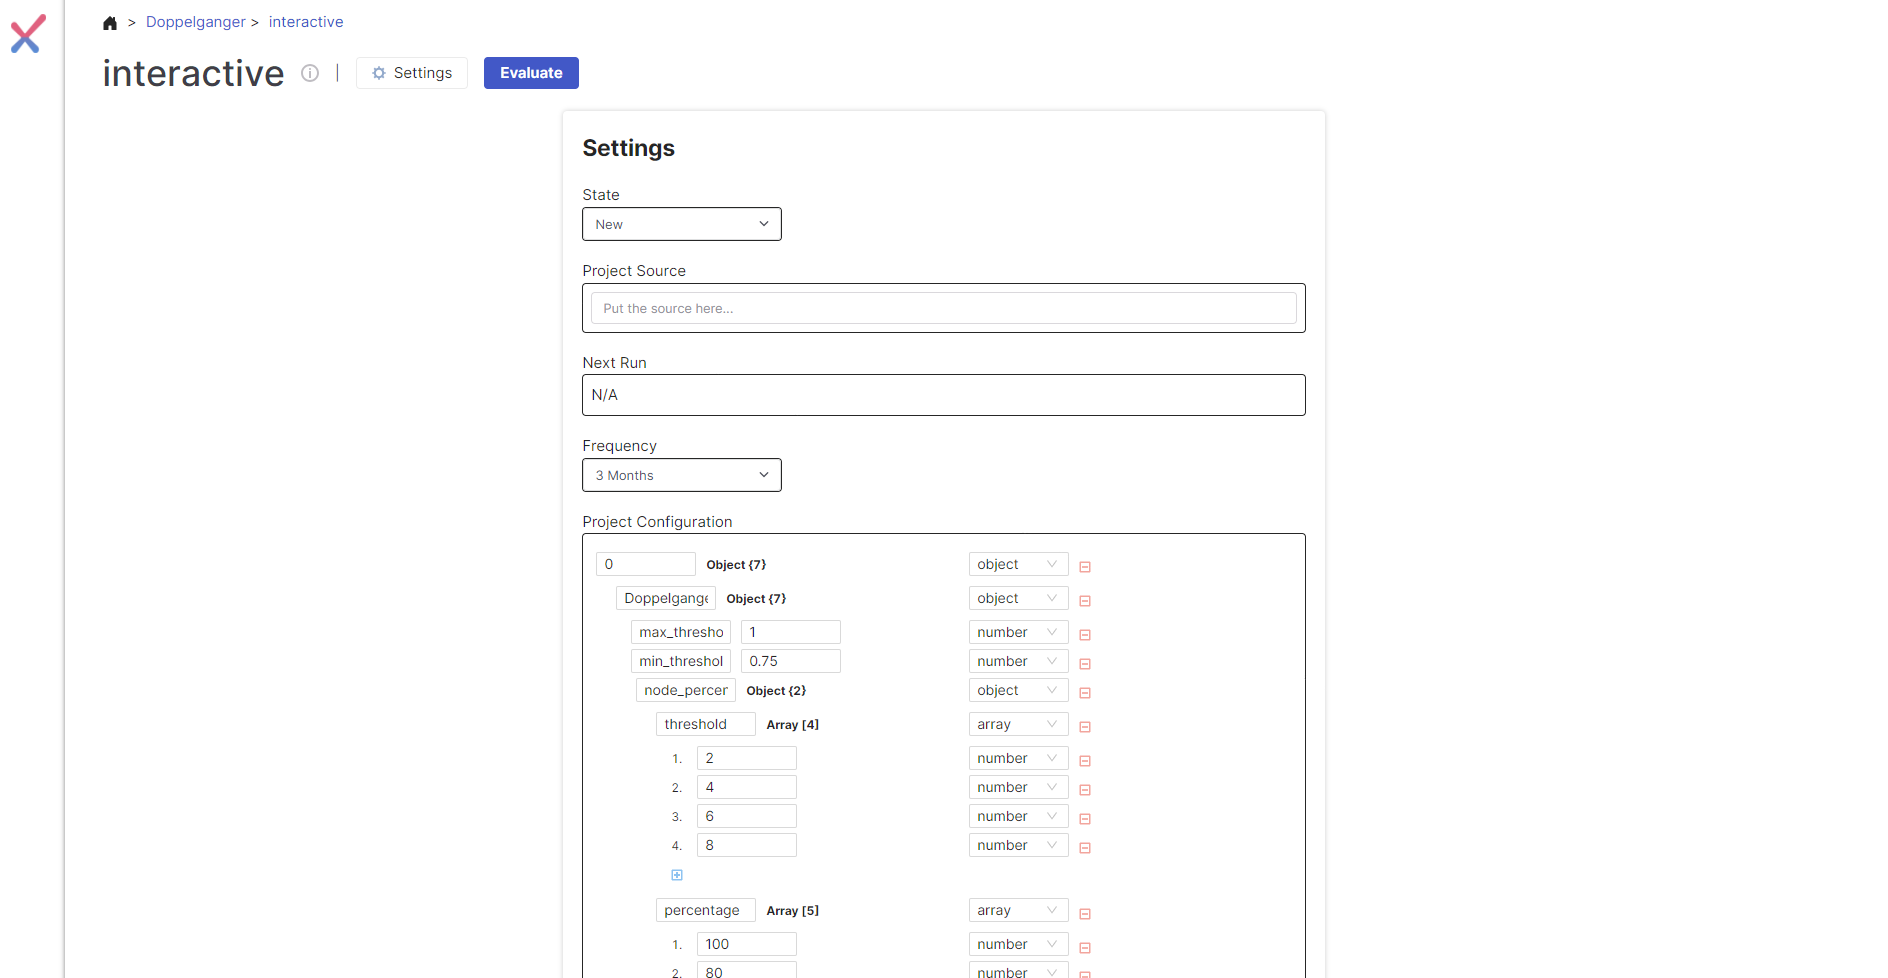 > Doppelganger > interactive
interactive | Settings Evaluate
Settings
State
New
Project Source
Put the source here...
Next Run
N/A
Frequency
3 Months
Project Configuration
0 Object {7} object
Doppelgange Object {7} object
max_thresho 1 number
min_threshol 0.75 number
node_percer Object {2} object
threshold Array [4] array
1. 2 number
2. 4 number
3. 6 number
4. 8 number
percentage Array [5] array
1. 100 number
2. 80 number